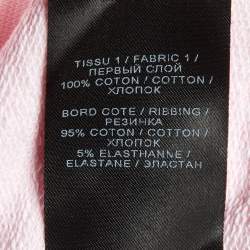 TISSU 1 / FABRIC 1 /
ПЕРВЫЙ СЛОЙ
100% COTON / COTTON /
ХЛОПОК
BORD COTE / RIBBING /
РЕЗИНКА
95% COTON / COTTON /
ХЛОПОК
5% ELASTHANNE /
ELASTANE / ЭЛАСТАН